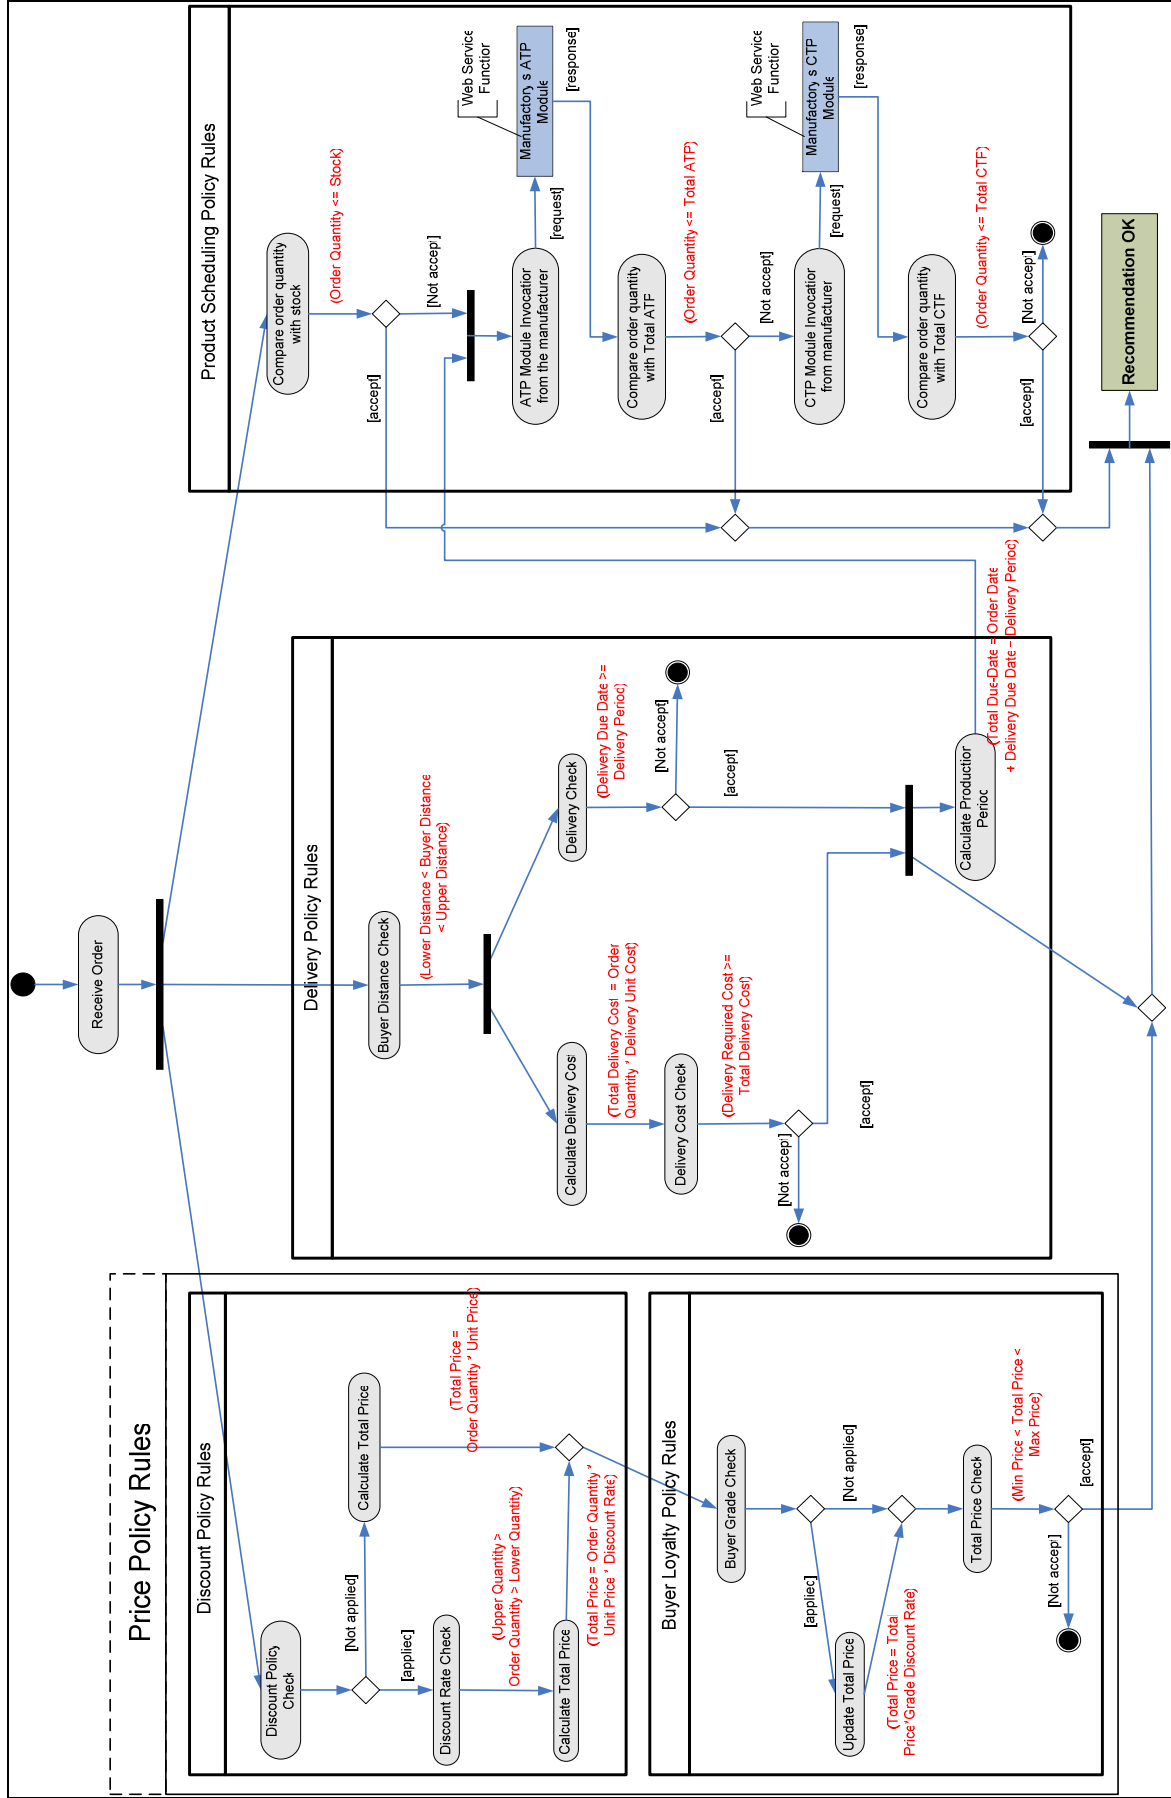 Receive Order
Price Policy Rules
Discount Policy Rules
Discount Policy
Check
[Not applied]
[applied]
Calculate Total Price
(Total Price =
Order Quantity * Unit Price)
Discount Rate Check
(Upper Quantity >
Order Quantity > Lower Quantity)
Calculate Total Price
(Total Price = Order Quantity *
Unit Price * Discount Rate)
Buyer Loyalty Policy Rules
Buyer Grade Check
[Not applied]
[applied]
Update Total Price
(Total Price = Total
Price*Grade Discount Rate)
Total Price Check
(Min Price < Total Price <
Max Price)
[Not accept]
[accept]
Delivery Policy Rules
Buyer Distance Check
(Lower Distance < Buyer Distance
< Upper Distance)
Calculate Delivery Cost
(Total Delivery Cost = Order
Quantity * Delivery Unit Cost)
Delivery Cost Check
(Delivery Required Cost >=
Total Delivery Cost)
[Not accept]
[accept]
Delivery Check
(Delivery Due Date >=
Delivery Period)
[Not accept]
[accept]
Calculate Production
Period
(Total Due-Date = Order Date
+ Delivery Due Date – Delivery Period)
Product Scheduling Policy Rules
Compare order quantity
with stock
(Order Quantity <= Stock)
[accept]
[Not accept]
ATP Module Invocation
from the manufacturer
[request]
Web Service
Function
Manufactory s ATP
Module
[response]
Compare order quantity
with Total ATF
(Order Quantity <= Total ATP)
[accept]
[Not accept]
CTP Module Invocation
from manufacturer
[request]
Web Service
Function
Manufactory s CTP
Module
[response]
Compare order quantity
with Total CTF
(Order Quantity <= Total CTF)
[accept]
[Not accept]
Recommendation OK